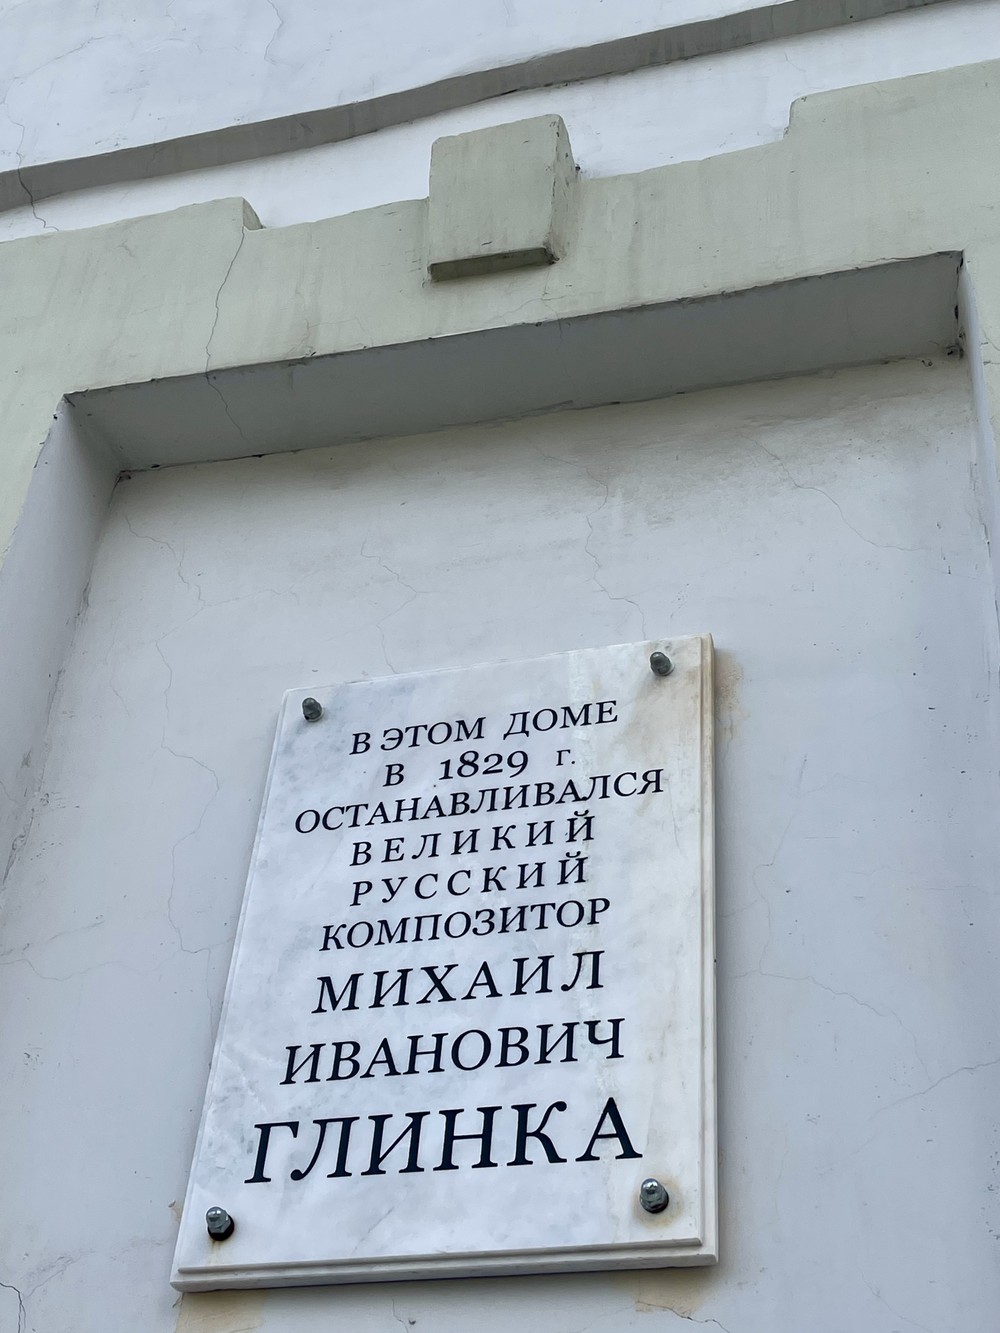 В ЭТОМ ДОМЕ
В 1829 г.
ОСТАНАВЛИВАЛСЯ
ВЕЛИКИЙ
РУССКИЙ
КОМПОЗИТОР
МИХАИЛ
ИВАНОВИЧ
ГЛИНКА